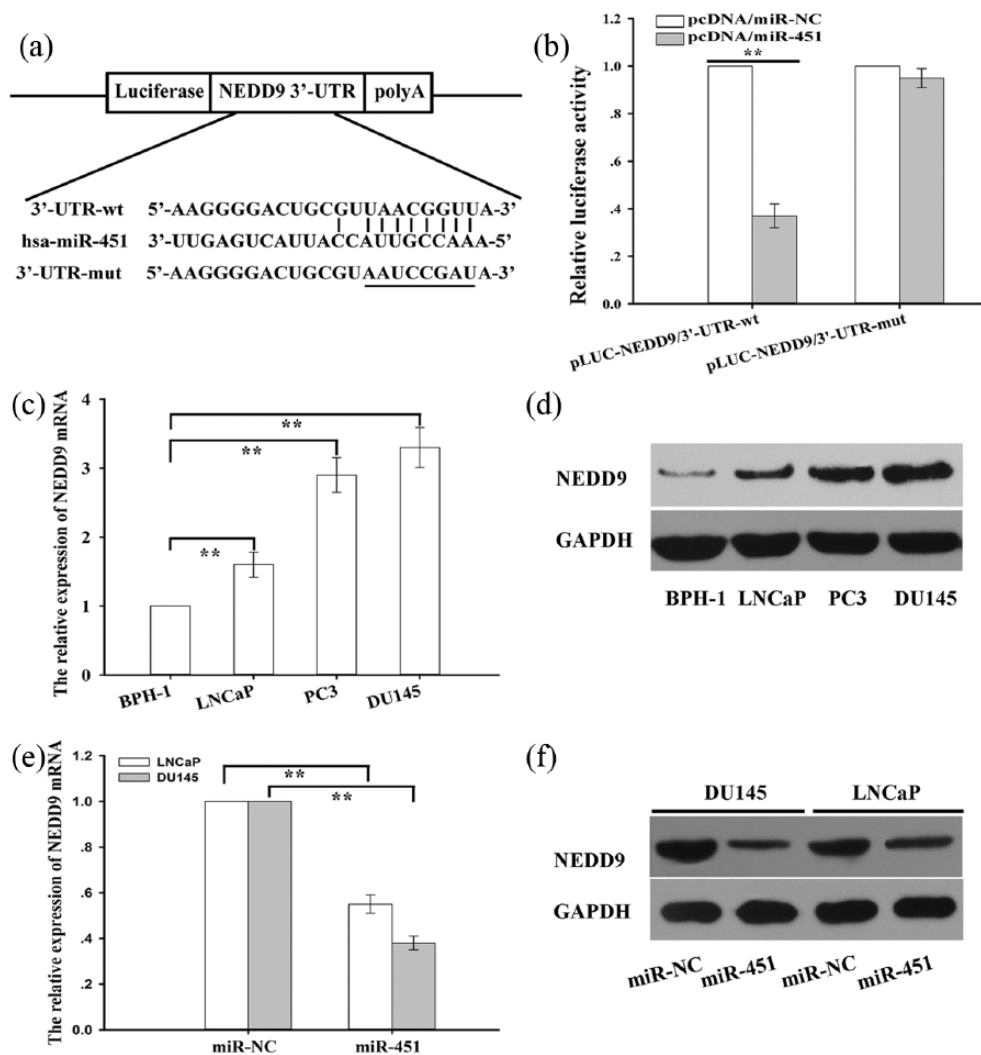 (a)
Luciferase NEDD9 3'-UTR polyA
3'-UTR-wt 5'-AAGGGGACUGCGUUAACGGUUA-3'
hsa-miR-451 3'-UUGAGUCAUUACCAUUGCCAAA-5'
3'-UTR-mut 5'-AAGGGGACUGCGUAAUCCGAUA-3'
(b)
pcDNA/miR-NC
pcDNA/miR-451
**
Relative luciferase activity
1.2
1.0
.8
.6
.4
.2
0.0
pLUC-NEDD9/3'-UTR-wt
pLUC-NEDD9/3'-UTR-mut
(c)
The relative expression of NEDD9 mRNA
4
3
2
1
0
**
**
**
BPH-1
LNCaP
PC3
DU145
(d)
NEDD9
GAPDH
BPH-1 LNCaP PC3 DU145
(e)
The relative expression of NEDD9 mRNA
1.2
1.0
.8
.6
.4
.2
0.0
LNCaP
DU145
**
**
miR-NC miR-451
(f)
DU145 LNCaP
NEDD9
GAPDH
miR-NC miR-451 miR-NC miR-451